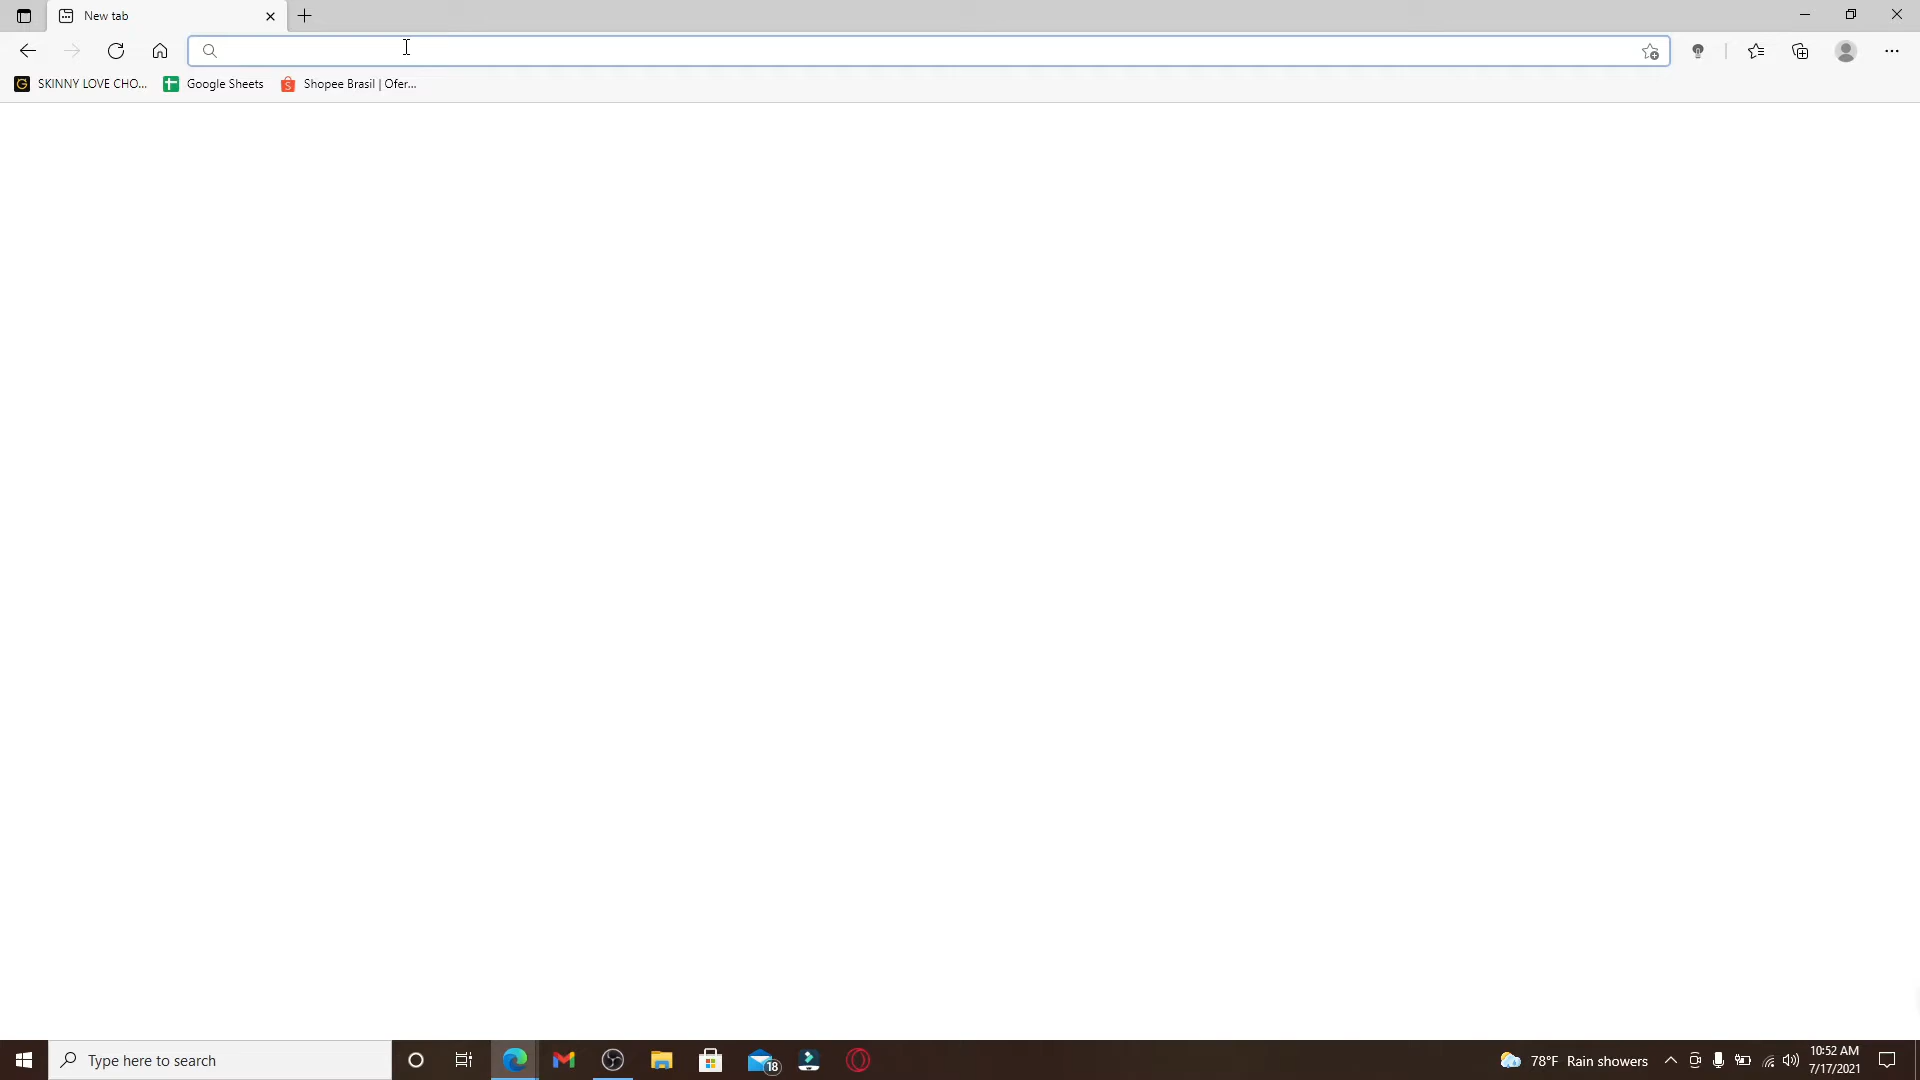 New tab
SKINNY LOVE CHO...
Google Sheets
Shopee Brasil | Ofer...
Type here to search
18
78°F Rain showers
10:52 AM
7/17/2021